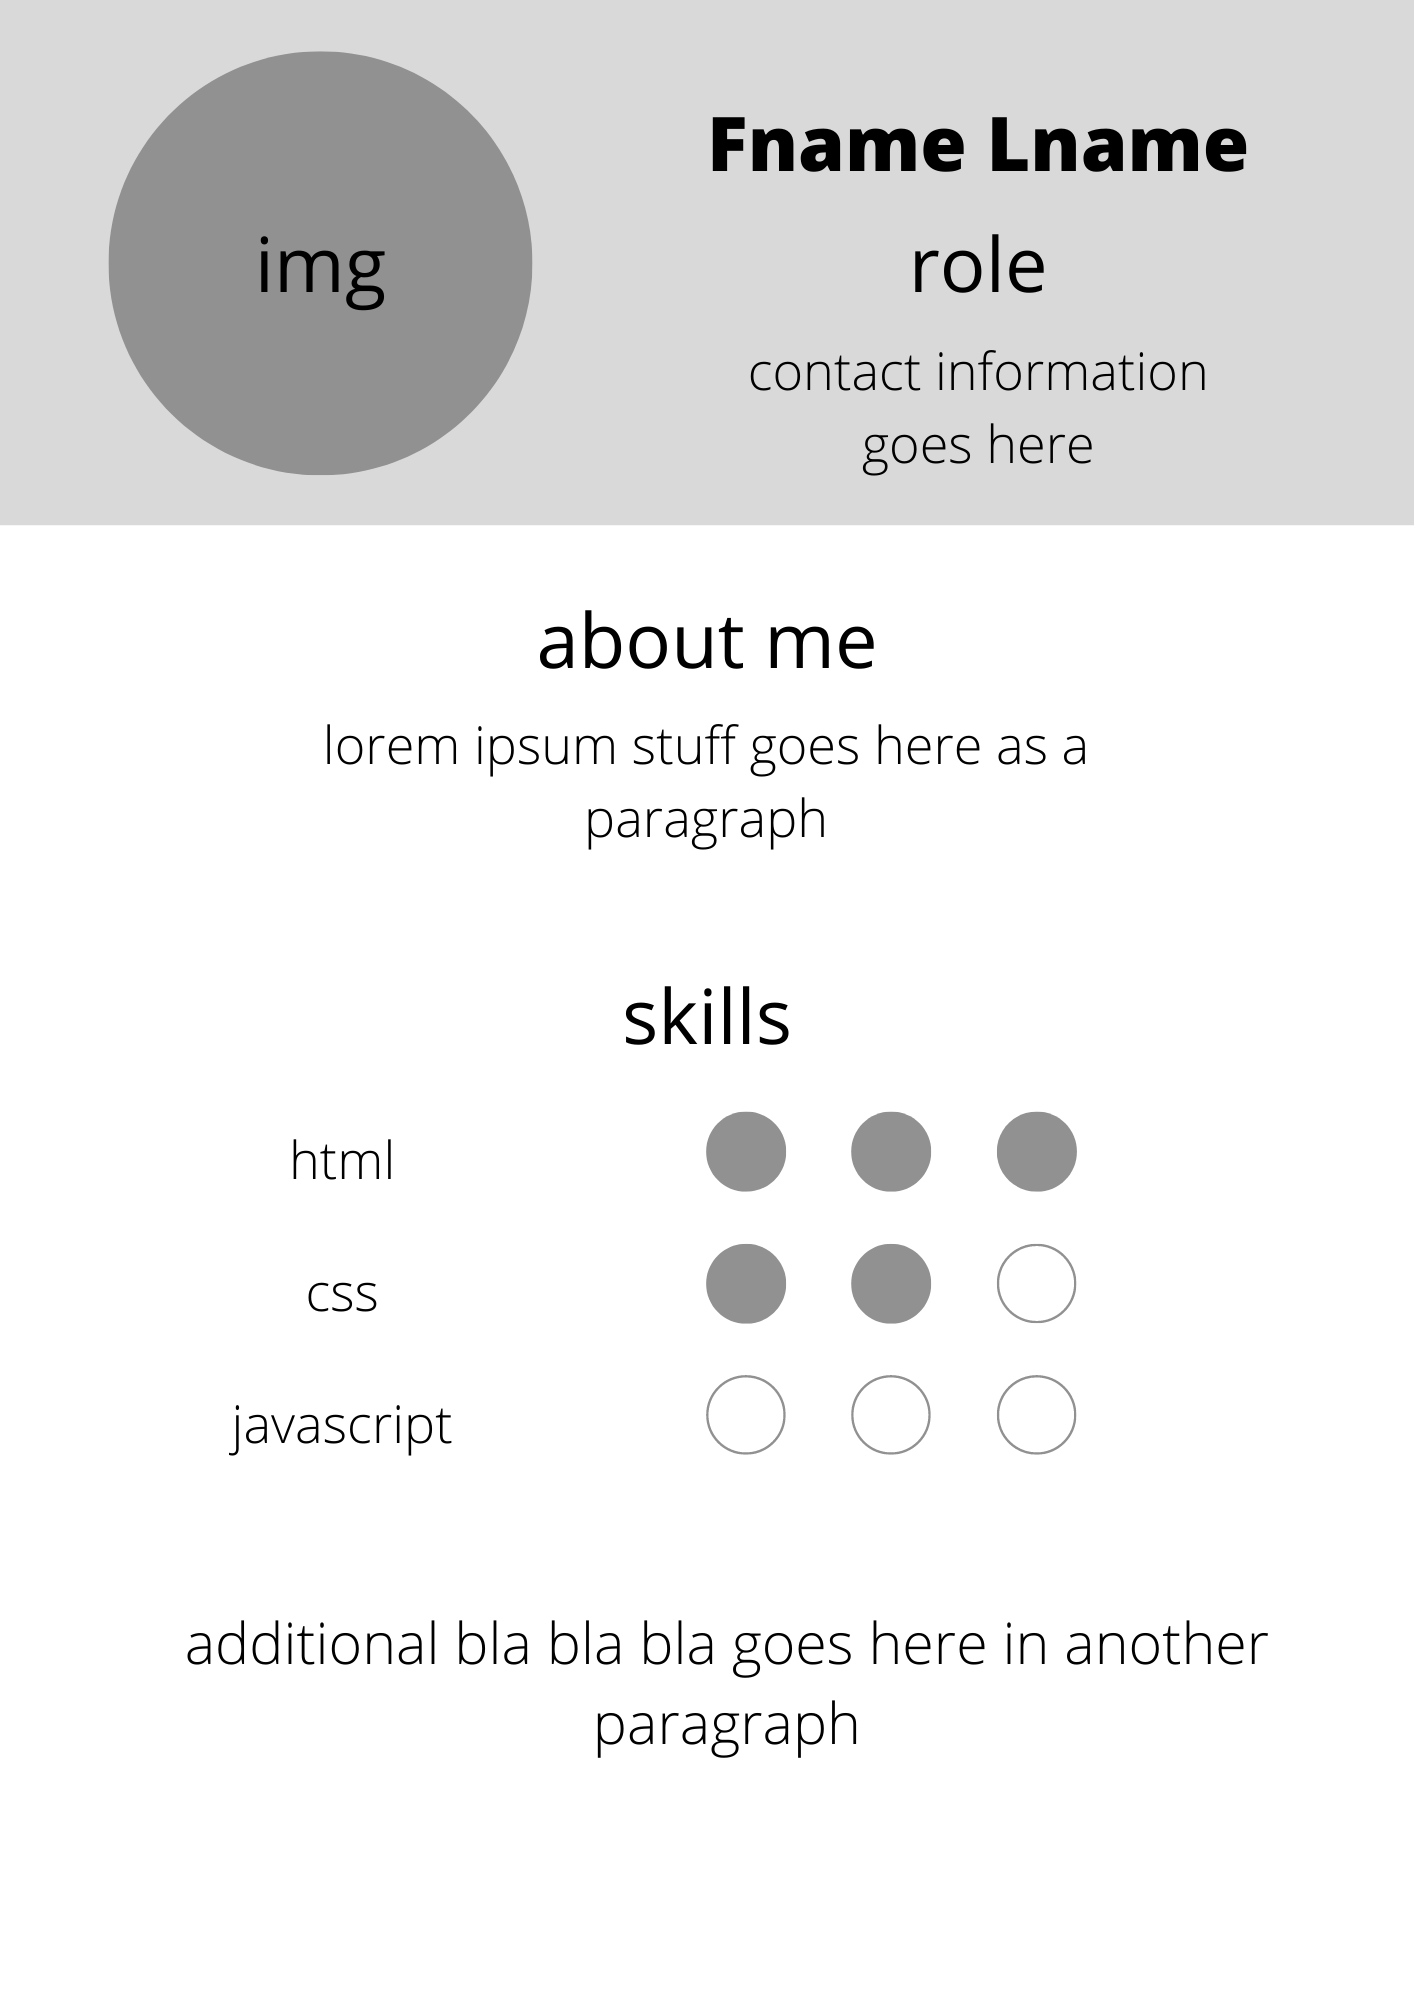 img
Fname Lname
role
contact information
goes here
about me
lorem ipsum stuff goes here as a
paragraph
skills
html
css
javascript
additional bla bla bla goes here in another
paragraph